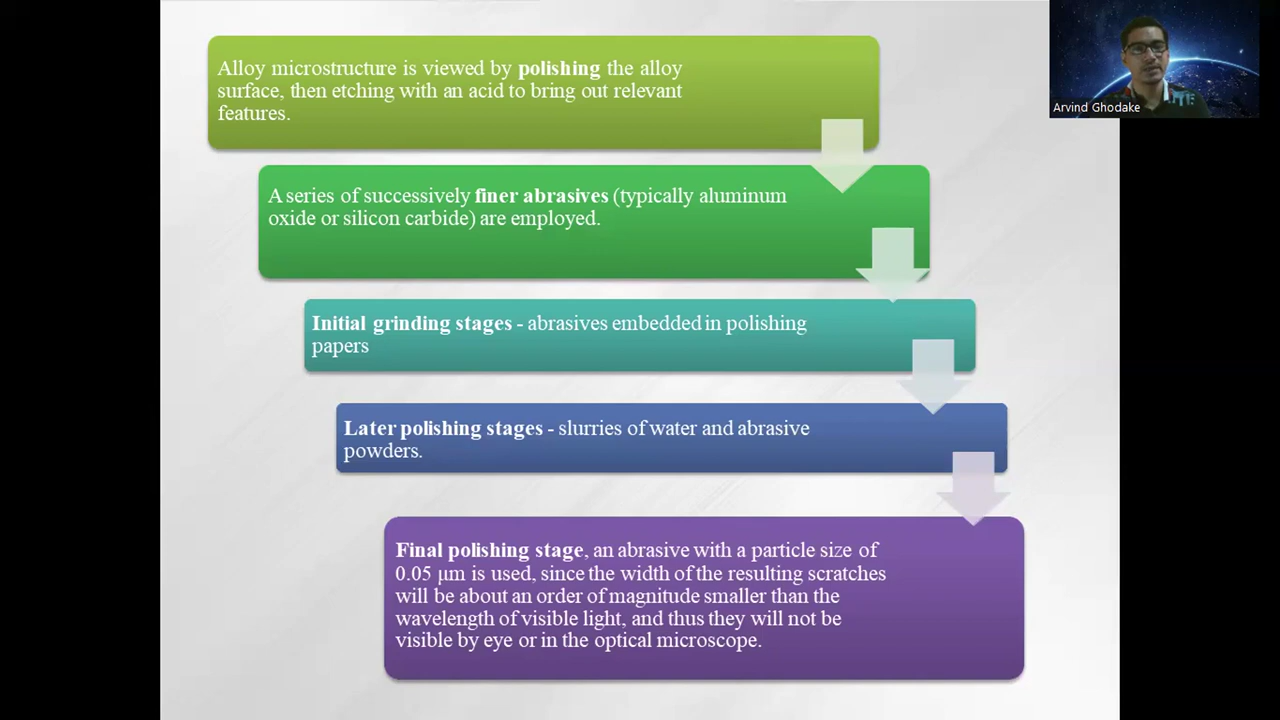 Alloy microstructure is viewed by polishing the alloy
surface, then etching with an acid to bring out relevant
features.
A series of successively finer abrasives (typically aluminum
oxide or silicon carbide) are employed.
Initial grinding stages - abrasives embedded in polishing
papers
Later polishing stages - slurries of water and abrasive
powders.
Final polishing stage, an abrasive with a particle size of
0.05 μm is used, since the width of the resulting scratches
will be about an order of magnitude smaller than the
wavelength of visible light, and thus they will not be
visible by eye or in the optical microscope.
Arvind Ghodake